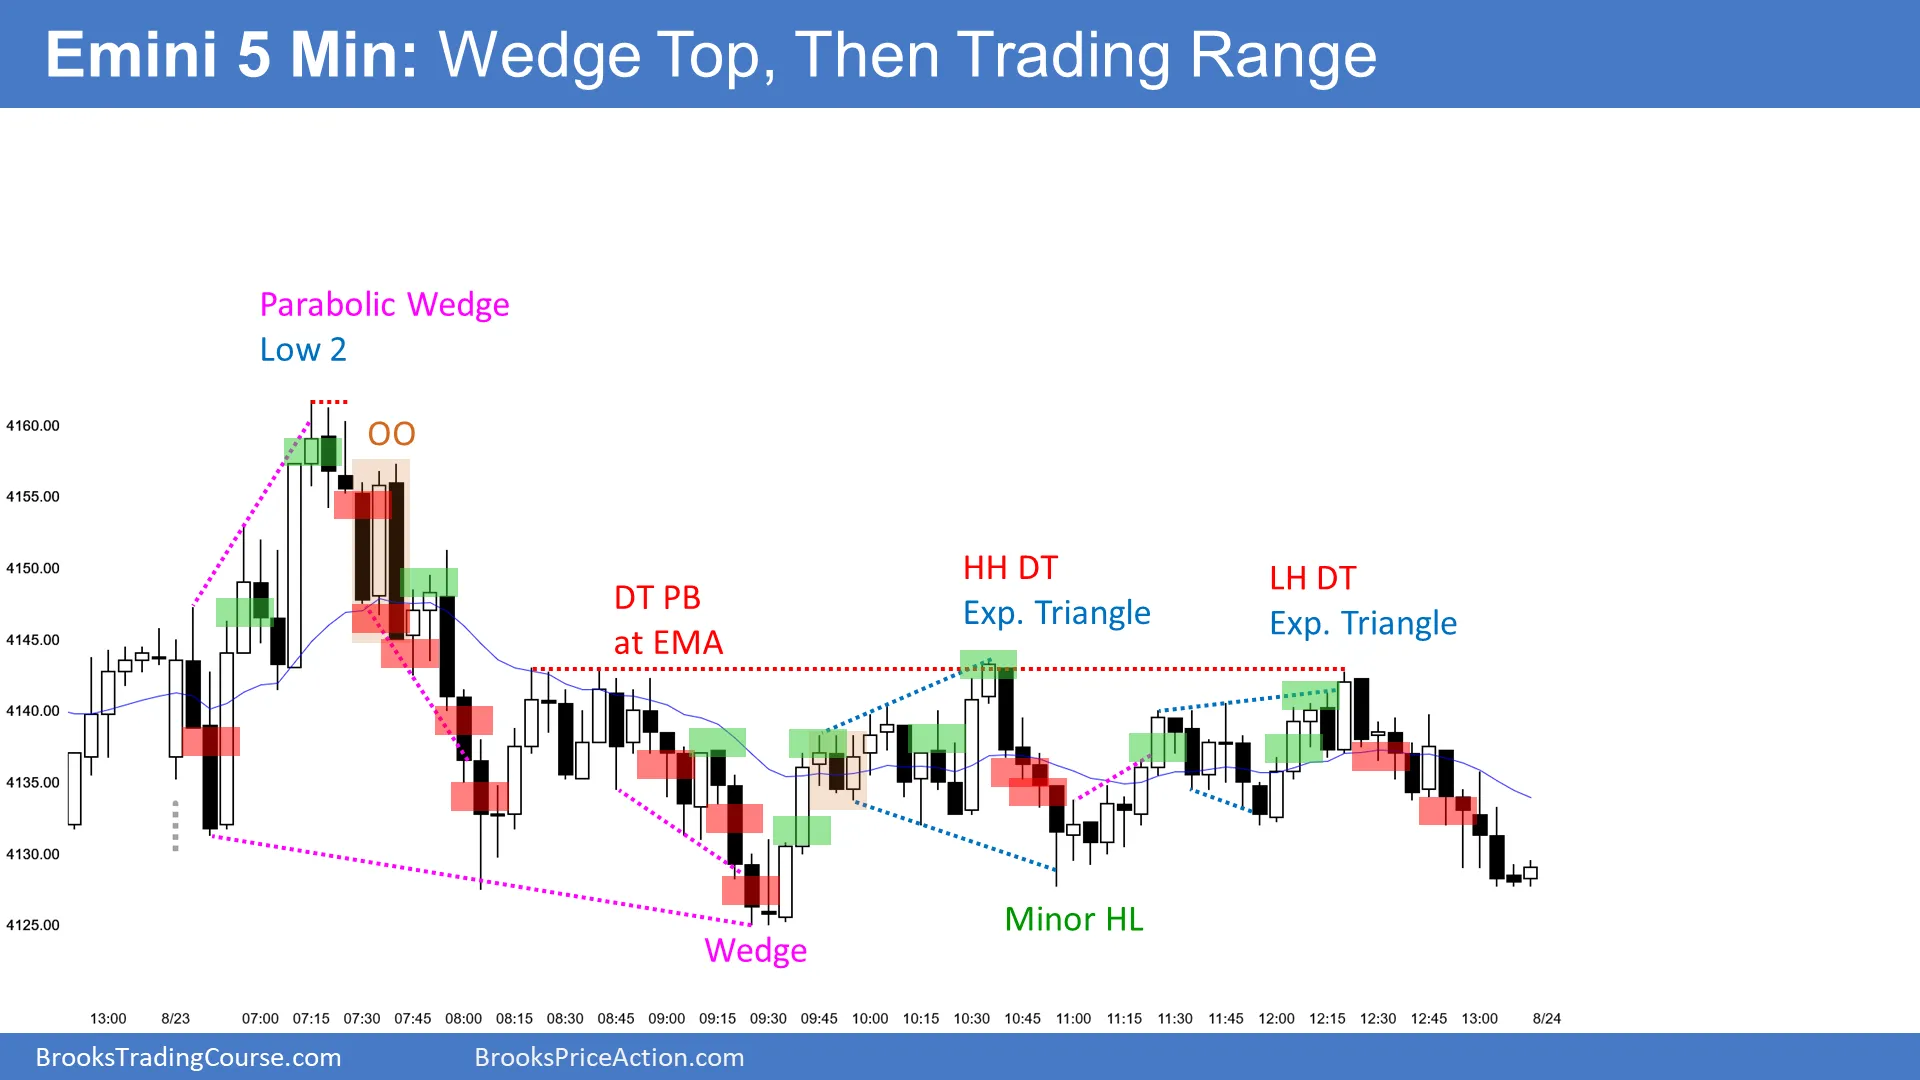 Emini 5 Min: Wedge Top, Then Trading Range
Parabolic Wedge
Low 2
OO
DT PB
at EMA
HH DT
Exp. Triangle
LH DT
Exp. Triangle
Minor HL
Wedge
4160.00
4155.00
4150.00
4145.00
4140.00
4135.00
4130.00
4125.00
13:00 8/23 07:00 07:15 07:30 07:45 08:00 08:15 08:30 08:45 09:00 09:15 09:30 09:45 10:00 10:15 10:30 10:45 11:00 11:15 11:30 11:45 12:00 12:15 12:30 12:45 13:00 8/24
BrooksTradingCourse.com BrooksPriceAction.com